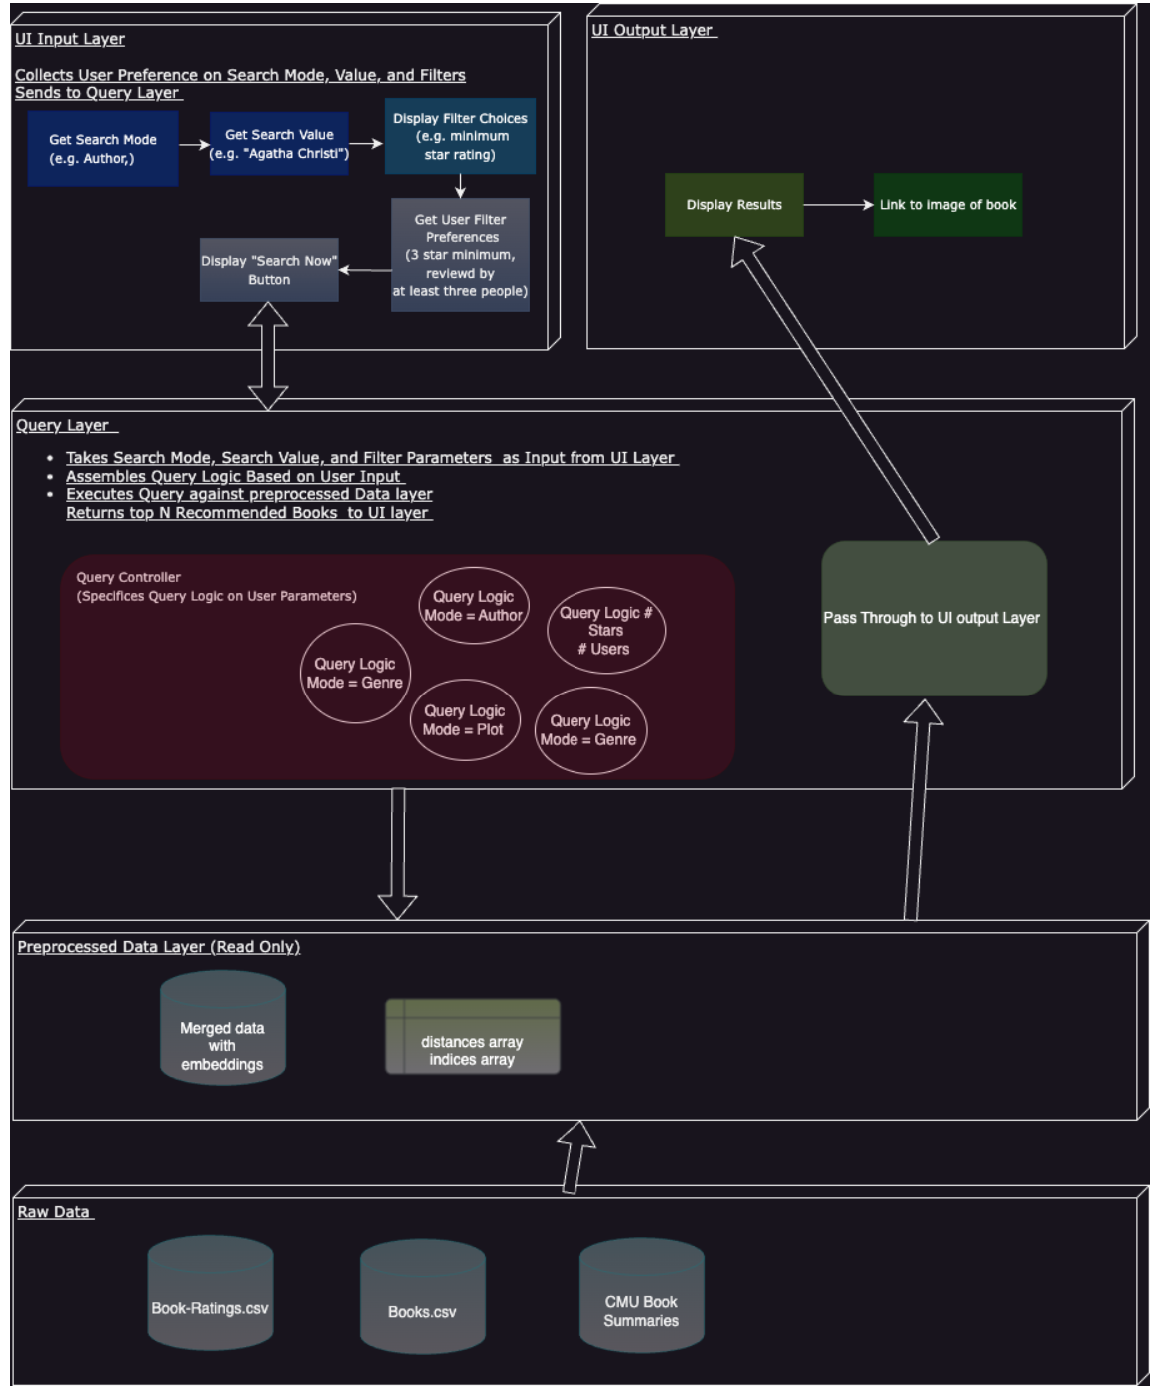 UI Input Layer
Collects User Preference on Search Mode, Value, and Filters
Sends to Query Layer
Get Search Mode
(e.g. Author,)
Get Search Value
(e.g. "Agatha Christi")
Display Filter Choices
(e.g. minimum
star rating)
Get User Filter
Preferences
(3 star minimum,
reviewd by
at least three people)
Display "Search Now"
Button
UI Output Layer
Display Results
Link to image of book
Query Layer
• Takes Search Mode, Search Value, and Filter Parameters as Input from UI Layer
• Assembles Query Logic Based on User Input
• Executes Query against preprocessed Data layer
Returns top N Recommended Books to UI layer
Query Controller
(Specifices Query Logic on User Parameters)
Query Logic
Mode = Author
Query Logic #
Stars
# Users
Query Logic
Mode = Genre
Query Logic
Mode = Plot
Query Logic
Mode = Genre
Pass Through to UI output Layer
Preprocessed Data Layer (Read Only)
Merged data
with
embeddings
distances array
indices array
Raw Data
Book-Ratings.csv
Books.csv
CMU Book
Summaries